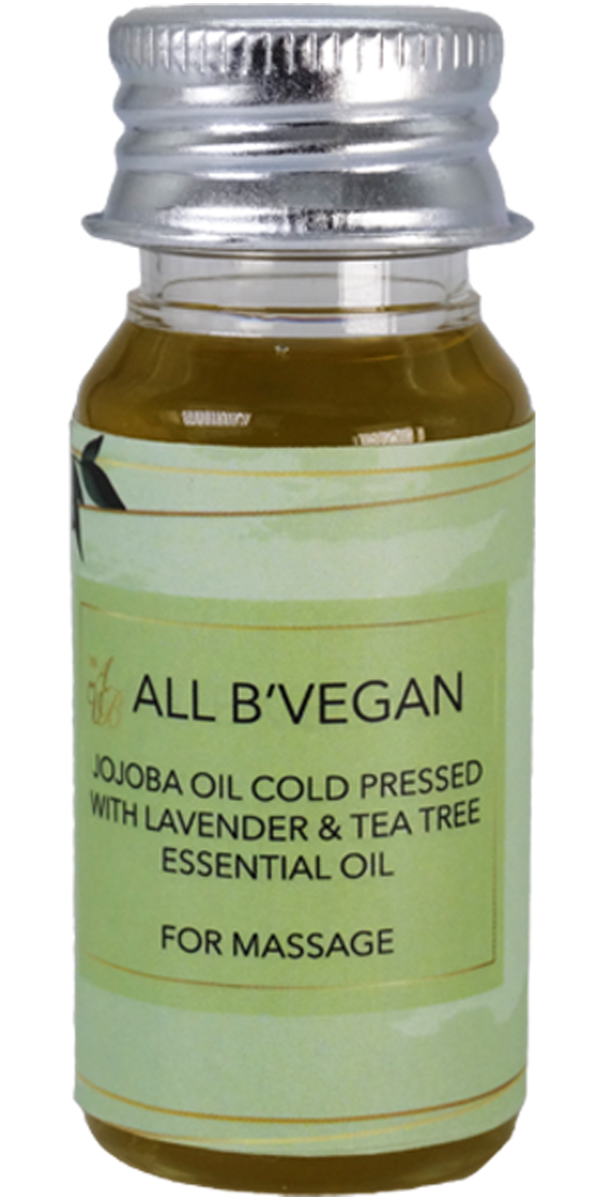 ALL B'VEGAN
JOJOBA OIL COLD PRESSED
WITH LAVENDER & TEA TREE
ESSENTIAL OIL
FOR MASSAGE